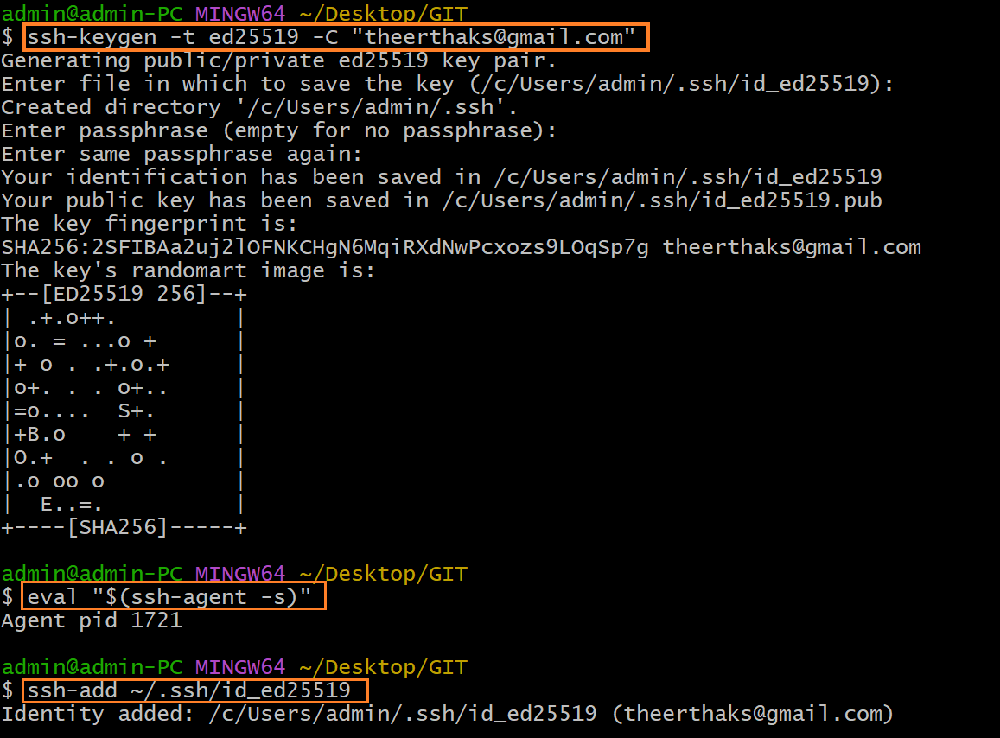 admin@admin-PC MINGW64 ~/Desktop/GIT
$ ssh-keygen -t ed25519 -C "theerthaks@gmail.com"
Generating public/private ed25519 key pair.
Enter file in which to save the key (/c/Users/admin/.ssh/id_ed25519):
Created directory '/c/Users/admin/.ssh'.
Enter passphrase (empty for no passphrase):
Enter same passphrase again:
Your identification has been saved in /c/Users/admin/.ssh/id_ed25519
Your public key has been saved in /c/Users/admin/.ssh/id_ed25519.pub
The key fingerprint is:
SHA256:2SFIBAa2uj2lOFNKCHgN6MqiRXdNwPcxozs9LOqSp7g theerthaks@gmail.com
The key's randomart image is:
+--[ED25519 256]--+
| .+.o++.         |
|o. = ...o +      |
|+ o . .+.o.+     |
|o+. . . o+..     |
|=o....  S+.      |
|+B.o    + +      |
|O.+  . . o .     |
|.o oo o          |
|  E..=.          |
+----[SHA256]-----+
admin@admin-PC MINGW64 ~/Desktop/GIT
$ eval "$(ssh-agent -s)"
Agent pid 1721
admin@admin-PC MINGW64 ~/Desktop/GIT
$ ssh-add ~/.ssh/id_ed25519
Identity added: /c/Users/admin/.ssh/id_ed25519 (theerthaks@gmail.com)